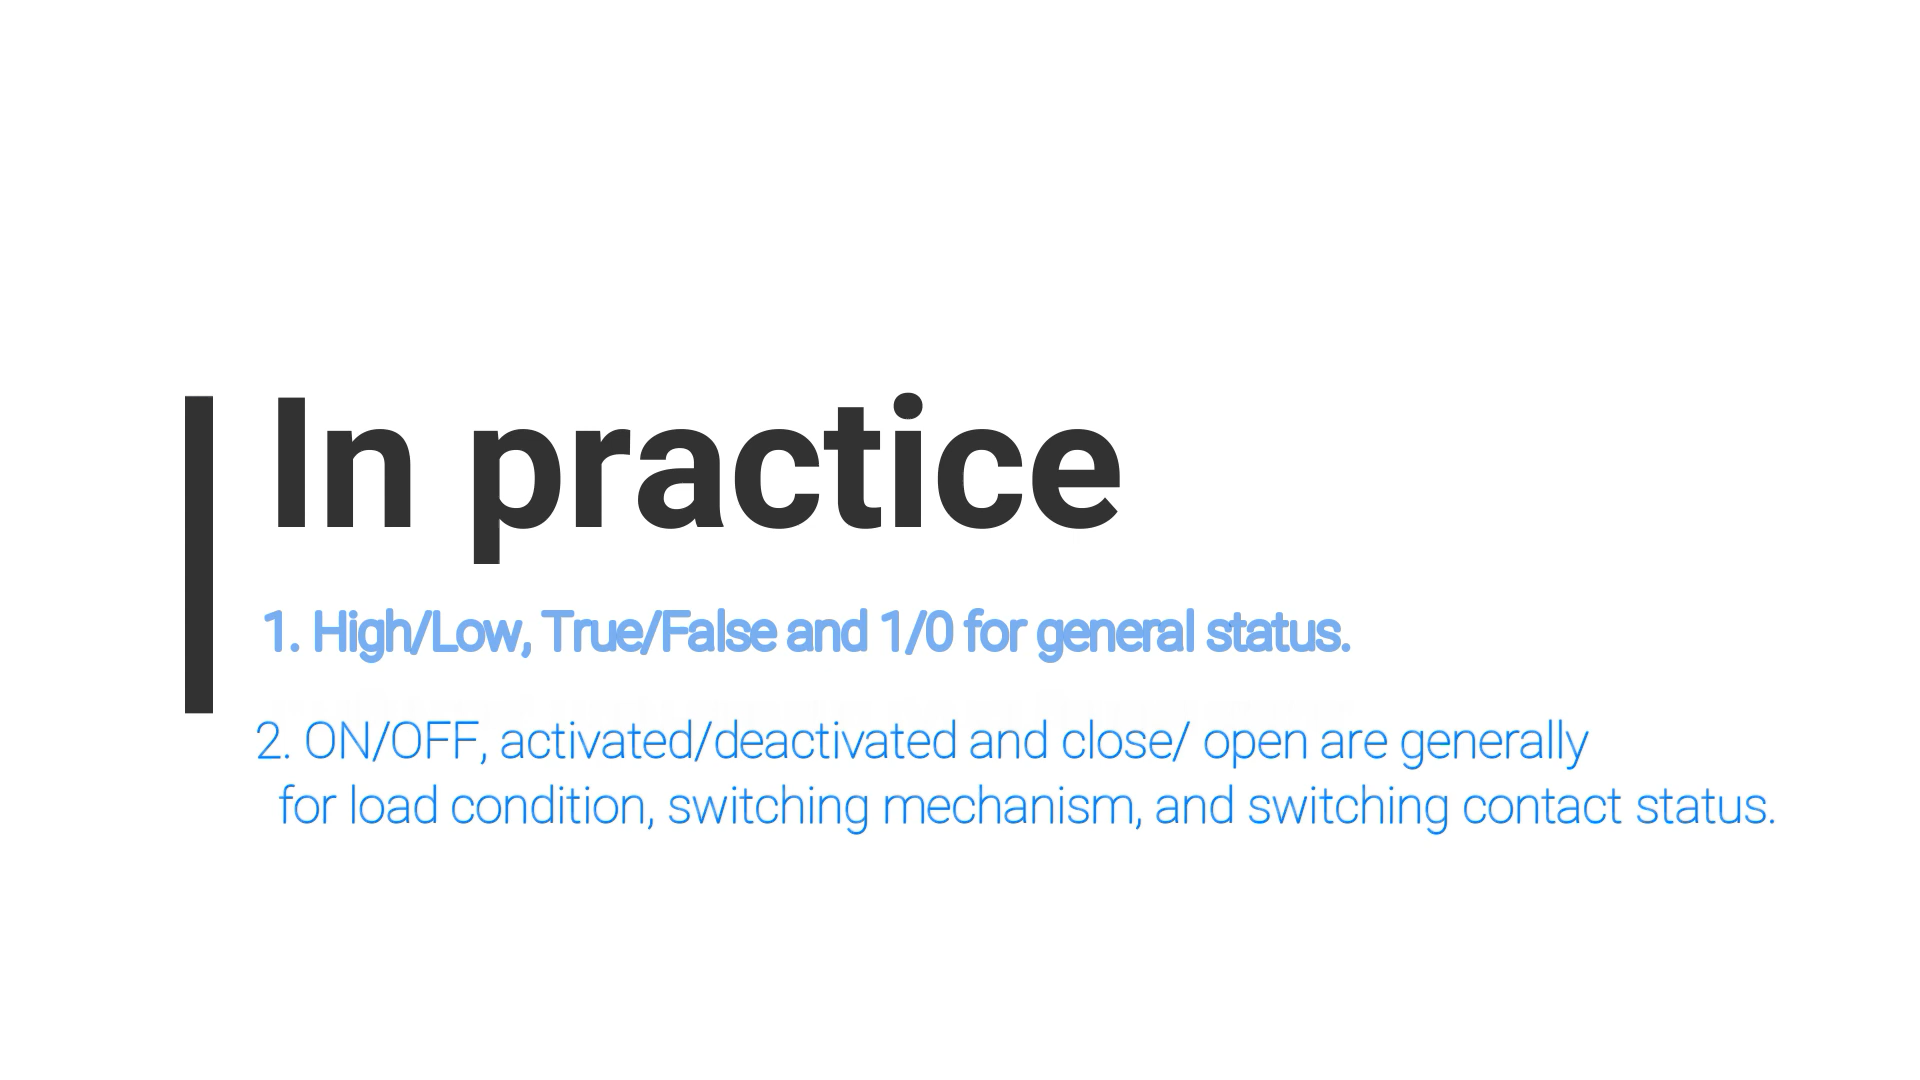 In practice
1. High/Low, True/False and 1/0 for general status.
2. ON/OFF, activated/deactivated and close/ open are generally
for load condition, switching mechanism, and switching contact status.